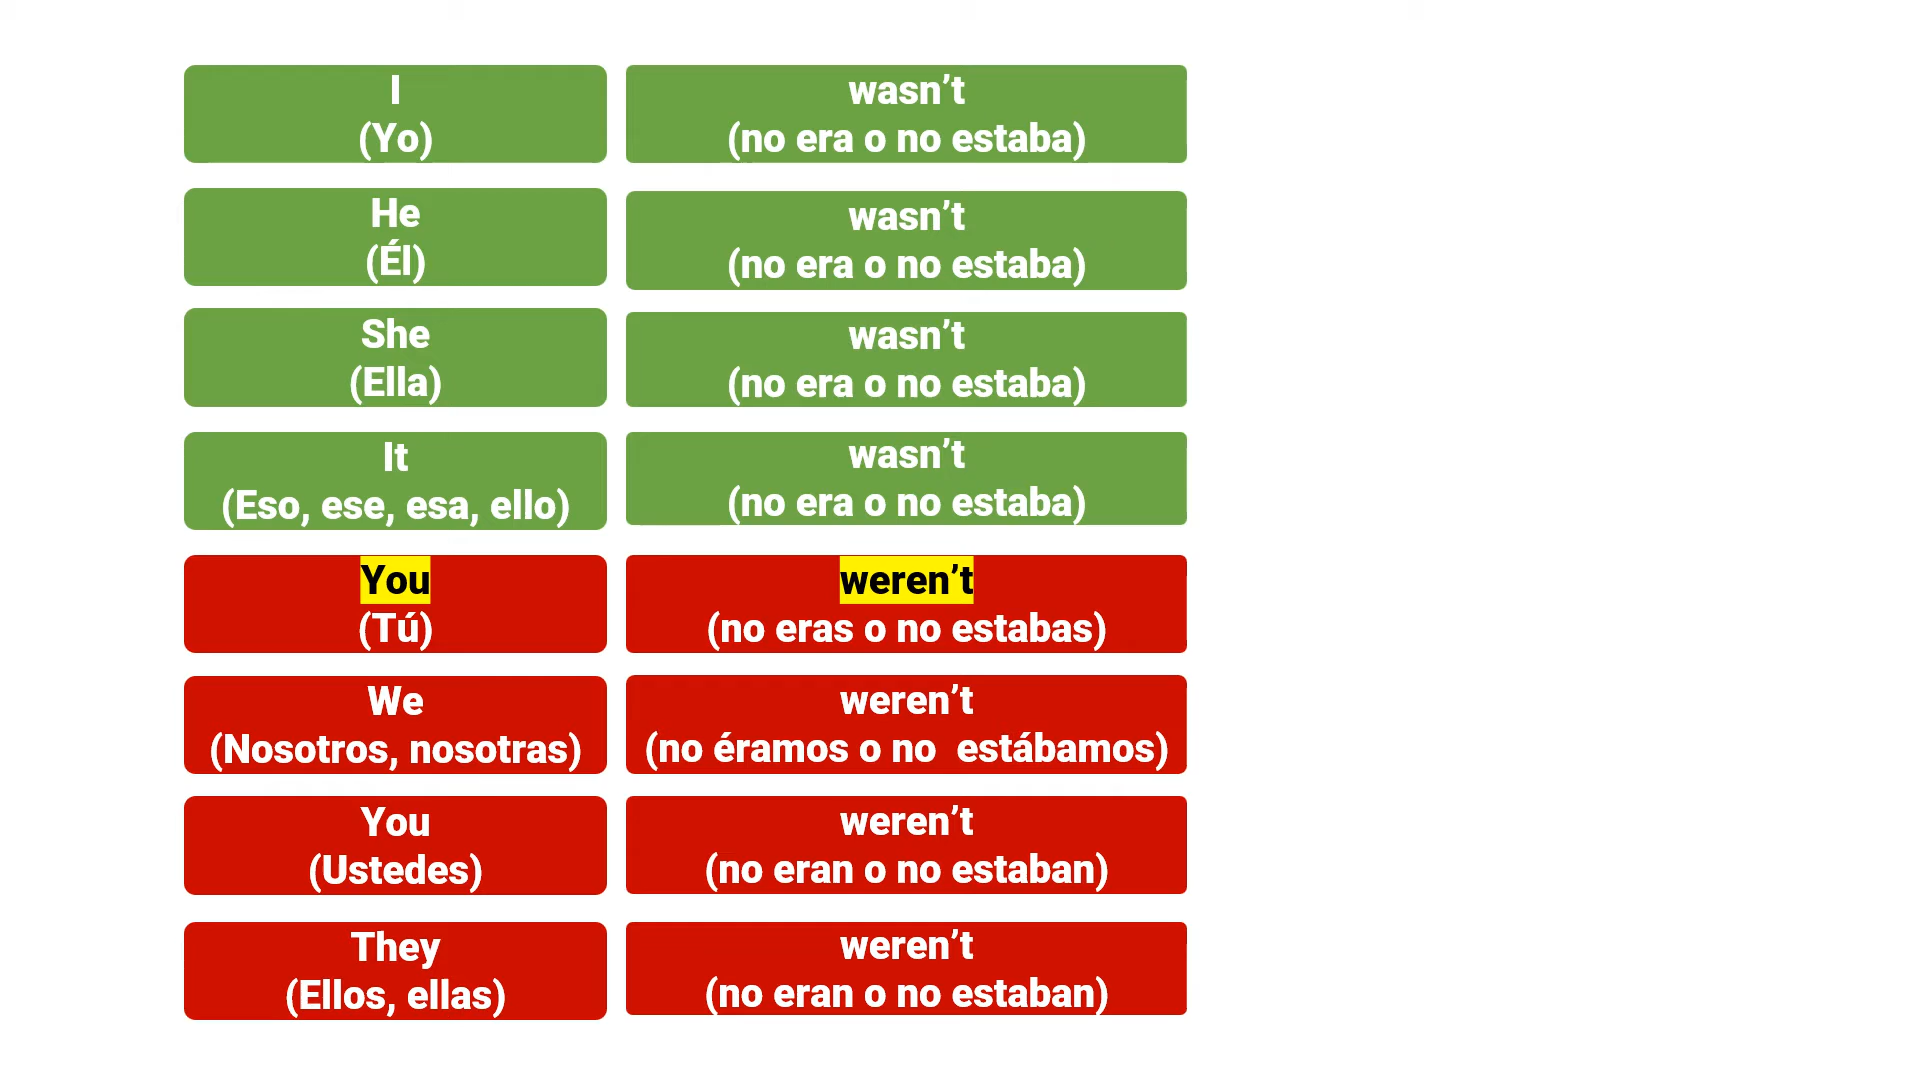 I
(Yo)
wasn’t
(no era o no estaba)
He
(Él)
wasn’t
(no era o no estaba)
She
(Ella)
wasn’t
(no era o no estaba)
It
(Eso, ese, esa, ello)
wasn’t
(no era o no estaba)
You
(Tú)
weren’t
(no eras o no estabas)
We
(Nosotros, nosotras)
weren’t
(no éramos o no  estábamos)
You
(Ustedes)
weren’t
(no eran o no estaban)
They
(Ellos, ellas)
weren’t
(no eran o no estaban)